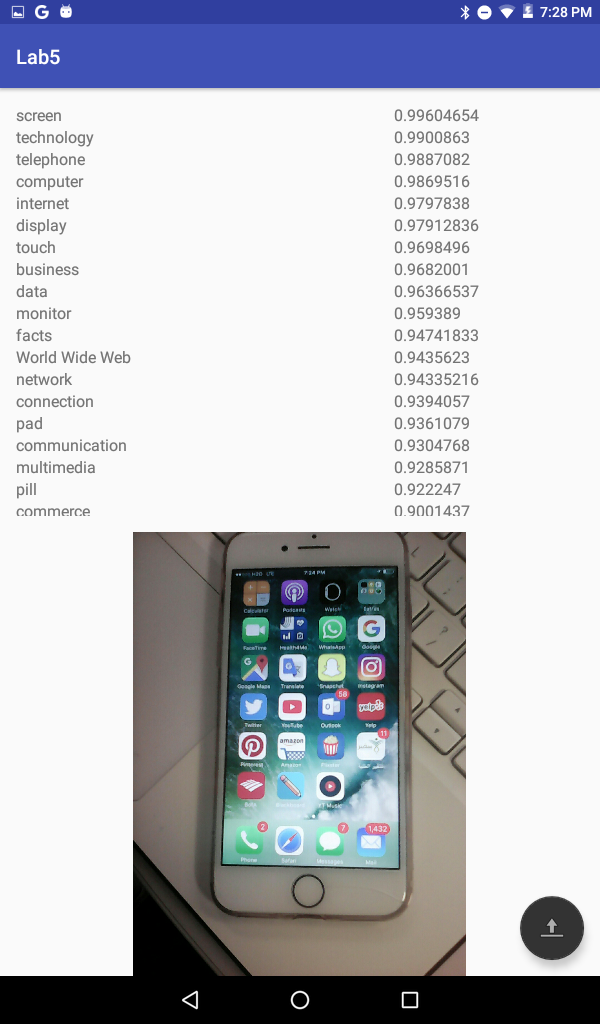 7:28 PM
Lab5
screen 0.99604654
technology 0.9900863
telephone 0.9887082
computer 0.9869516
internet 0.9797838
display 0.97912836
touch 0.9698496
business 0.9682001
data 0.96366537
monitor 0.959389
facts 0.94741833
World Wide Web 0.9435623
network 0.94335216
connection 0.9394057
pad 0.9361079
communication 0.9304768
multimedia 0.9285871
pill 0.922247
commerce 0.9001437
H2O LTE 7:24 PM
Calculator Podcasts Watch Extras
FaceTime Health4Me WhatsApp Google
Google Maps Translate Snapchat Instagram
58
Twitter YouTube Outlook Yelp
amazon 11
Pinterest Amazon
BofA ET Music
2 7 1,432
Phone Safari Messages Mail